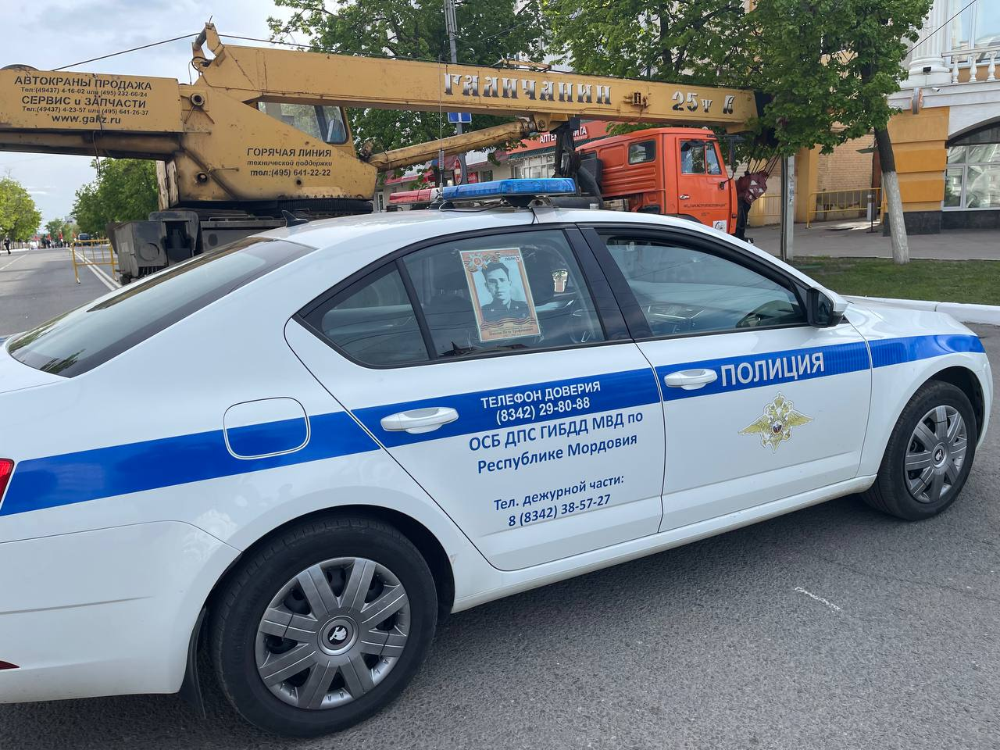 АВТОКРАНЫ ПРОДАЖА
Тел:(49437) 4-16-02 или (495) 232-66-24
СЕРВИС и ЗАПЧАСТИ
Тел:(49437) 4-23-57 или (495) 641-26-37
www.gakz.ru
ГОРЯЧАЯ ЛИНИЯ
технической поддержки
тел:(495) 641-22-22
ГАЛИЧАНИН
25т
АПТЕ
ИТА
ПОЛК
ПОЛИЦИЯ
ТЕЛЕФОН ДОВЕРИЯ
(8342) 29-80-88
ОСБ ДПС ГИБДД МВД по
Республике Мордовия
Тел. дежурной части:
8 (8342) 38-57-27